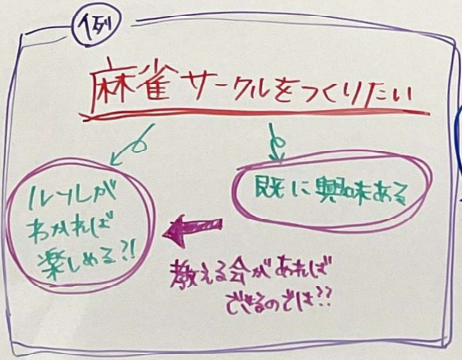 例
麻雀サークルをつくりたい
ルールが
わかれば
楽しめる?!
既に興味ある
教える会があれば
できるのでは??